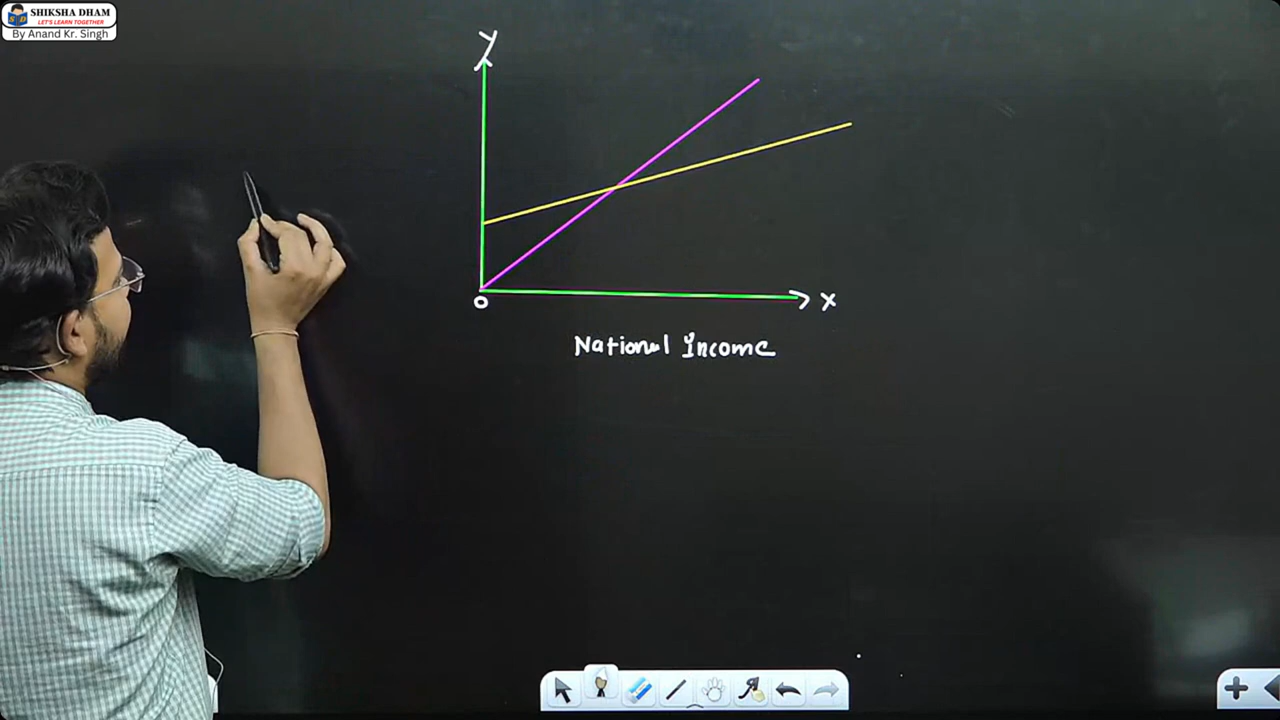 SHIKSHA DHAM
LET'S LEARN TOGETHER
By Anand Kr. Singh
y
O
x
National Income